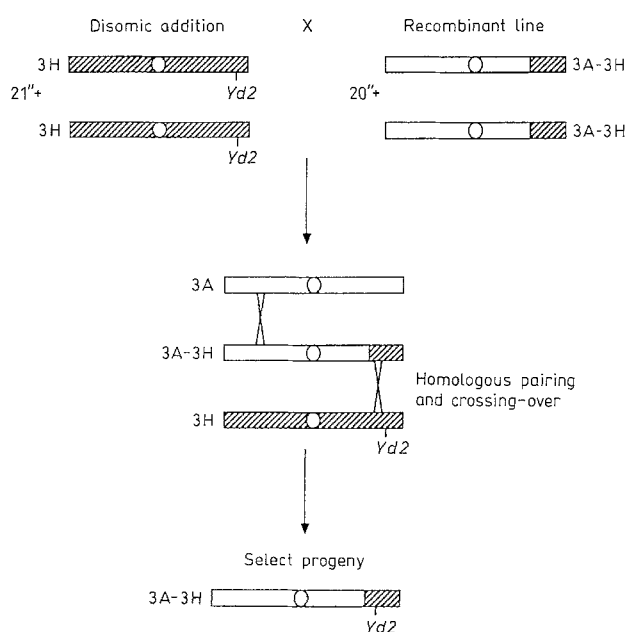 Disomic addition X Recombinant line
3H 3A-3H
21"+ Yd2 20"+
3H 3A-3H
Yd2
3A
3A-3H
Homologous pairing
and crossing-over
3H
Yd2
Select progeny
3A-3H
Yd2